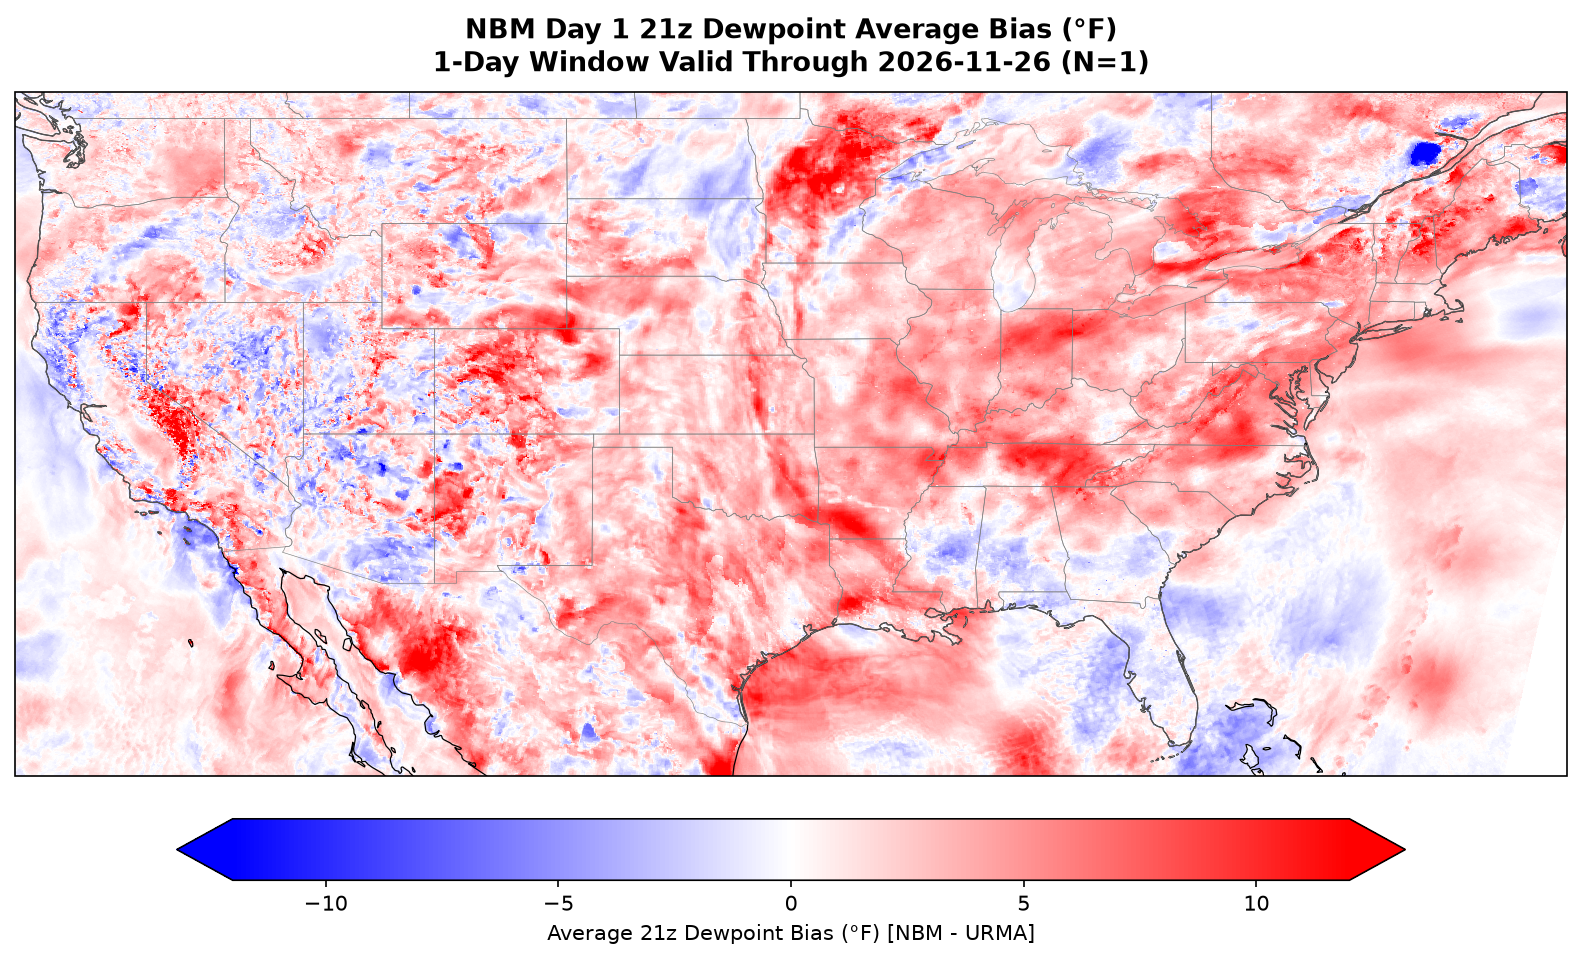 NBM Day 1 21z Dewpoint Average Bias (°F)
1-Day Window Valid Through 2026-11-26 (N=1)
−10 −5 0 5 10
Average 21z Dewpoint Bias (°F) [NBM - URMA]